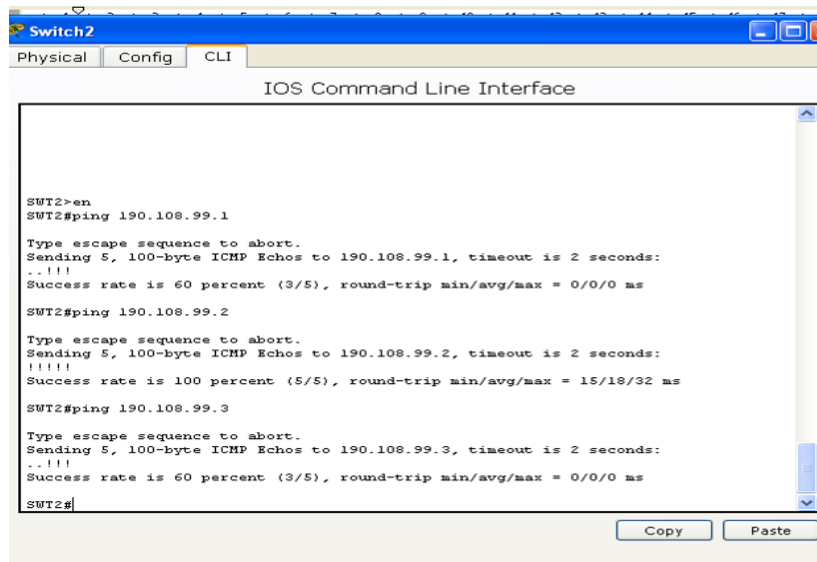 Switch2
Physical Config CLI
IOS Command Line Interface
SWT2>en
SWT2#ping 190.108.99.1
Type escape sequence to abort.
Sending 5, 100-byte ICMP Echos to 190.108.99.1, timeout is 2 seconds:
..!!!
Success rate is 60 percent (3/5), round-trip min/avg/max = 0/0/0 ms
SWT2#ping 190.108.99.2
Type escape sequence to abort.
Sending 5, 100-byte ICMP Echos to 190.108.99.2, timeout is 2 seconds:
!!!!!
Success rate is 100 percent (5/5), round-trip min/avg/max = 15/18/32 ms
SWT2#ping 190.108.99.3
Type escape sequence to abort.
Sending 5, 100-byte ICMP Echos to 190.108.99.3, timeout is 2 seconds:
..!!!
Success rate is 60 percent (3/5), round-trip min/avg/max = 0/0/0 ms
SWT2#
Copy Paste